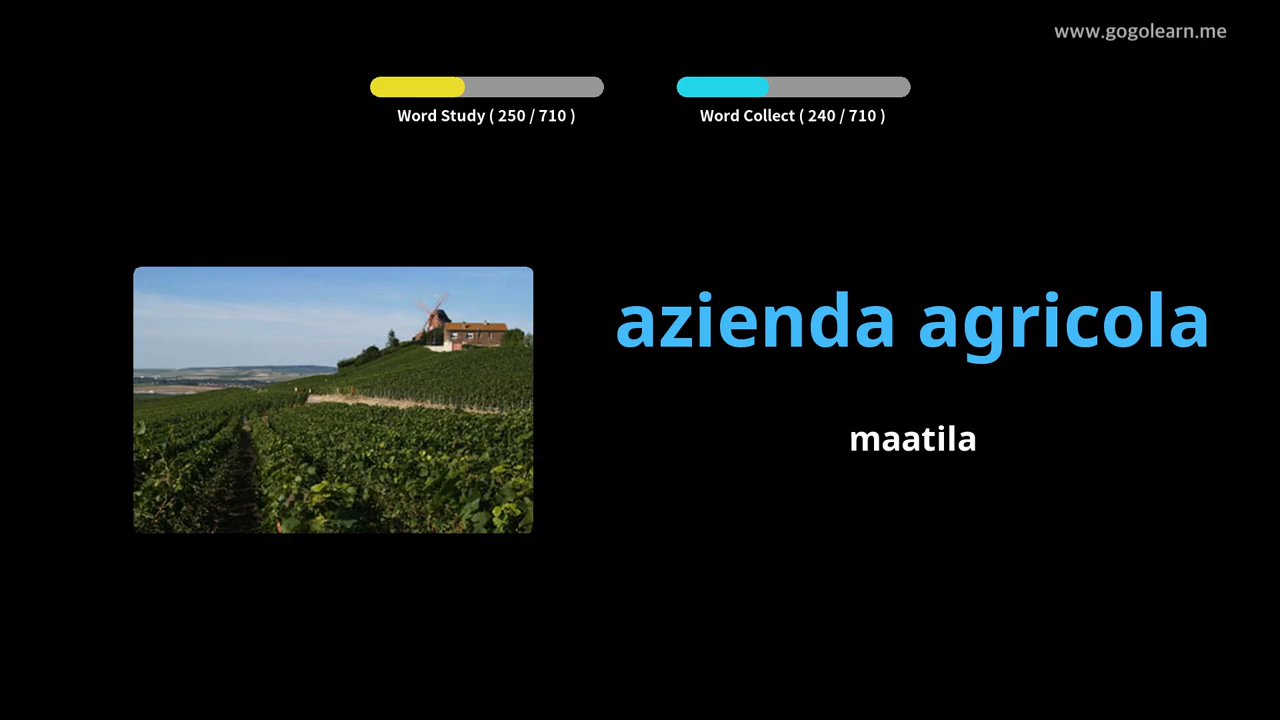 www.gogolearn.me
Word Study ( 250 / 710 )
Word Collect ( 240 / 710 )
azienda agricola
maatila